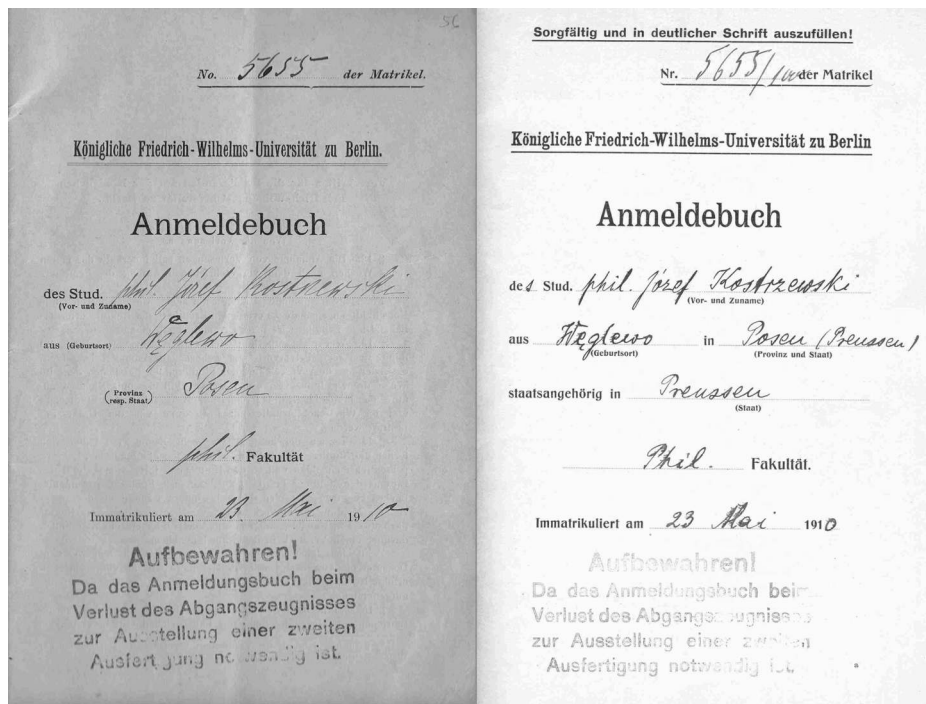 56
No. 5655 der Matrikel.
Königliche Friedrich-Wilhelms-Universität zu Berlin.
Anmeldebuch
des Stud. phil. Józef Kostrzewski
(Vor- und Zuname)
aus (Geburtsort) Węglewo
(Provinz resp. Staat) Posen
phil. Fakultät
Immatrikuliert am 23. Mai 1910
Aufbewahren!
Da das Anmeldungsbuch beim
Verlust des Abgangszeugnisses
zur Ausstellung einer zweiten
Ausfertigung notwendig ist.
Sorgfältig und in deutlicher Schrift auszufüllen!
Nr. 5655/100 der Matrikel
Königliche Friedrich-Wilhelms-Universität zu Berlin
Anmeldebuch
des Stud. phil. Józef Kostrzewski
(Vor- und Zuname)
aus Węglewo in Posen (Preussen)
(Geburtsort) (Provinz und Staat)
staatsangehörig in Preussen
(Staat)
Phil. Fakultät.
Immatrikuliert am 23 Mai 1910
Aufbewahren!
Da das Anmeldungsbuch beim
Verlust des Abgangszeugnisses
zur Ausstellung einer zweiten
Ausfertigung notwendig ist.